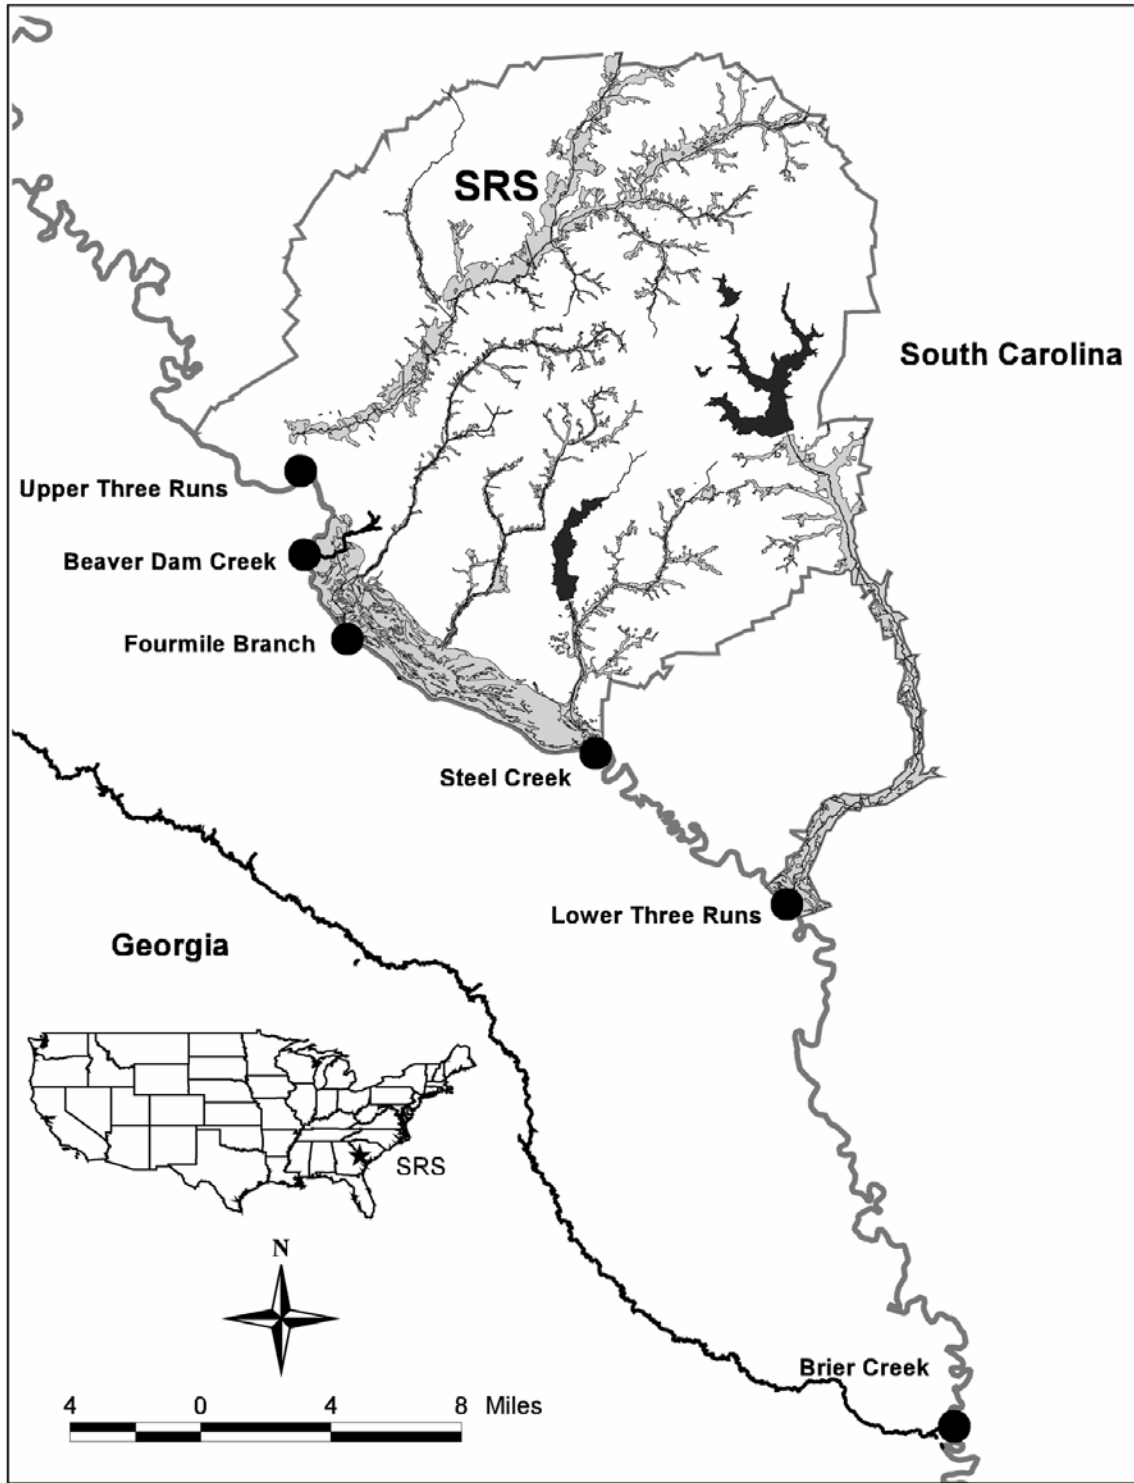 SRS
South Carolina
Upper Three Runs
Beaver Dam Creek
Fourmile Branch
Steel Creek
Lower Three Runs
Georgia
SRS
N
Brier Creek
4 0 4 8 Miles